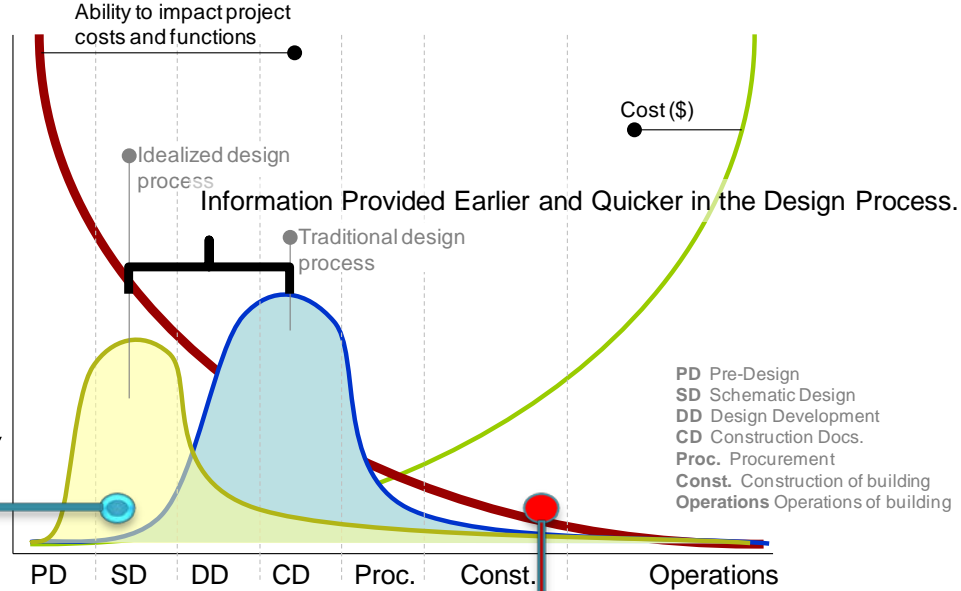 Ability to impact project
costs and functions
Cost ($)
Idealized design
process
Information Provided Earlier and Quicker in the Design Process.
Traditional design
process
PD Pre-Design
SD Schematic Design
DD Design Development
CD Construction Docs.
Proc. Procurement
Const. Construction of building
Operations Operations of building
PD SD DD CD Proc. Const. Operations